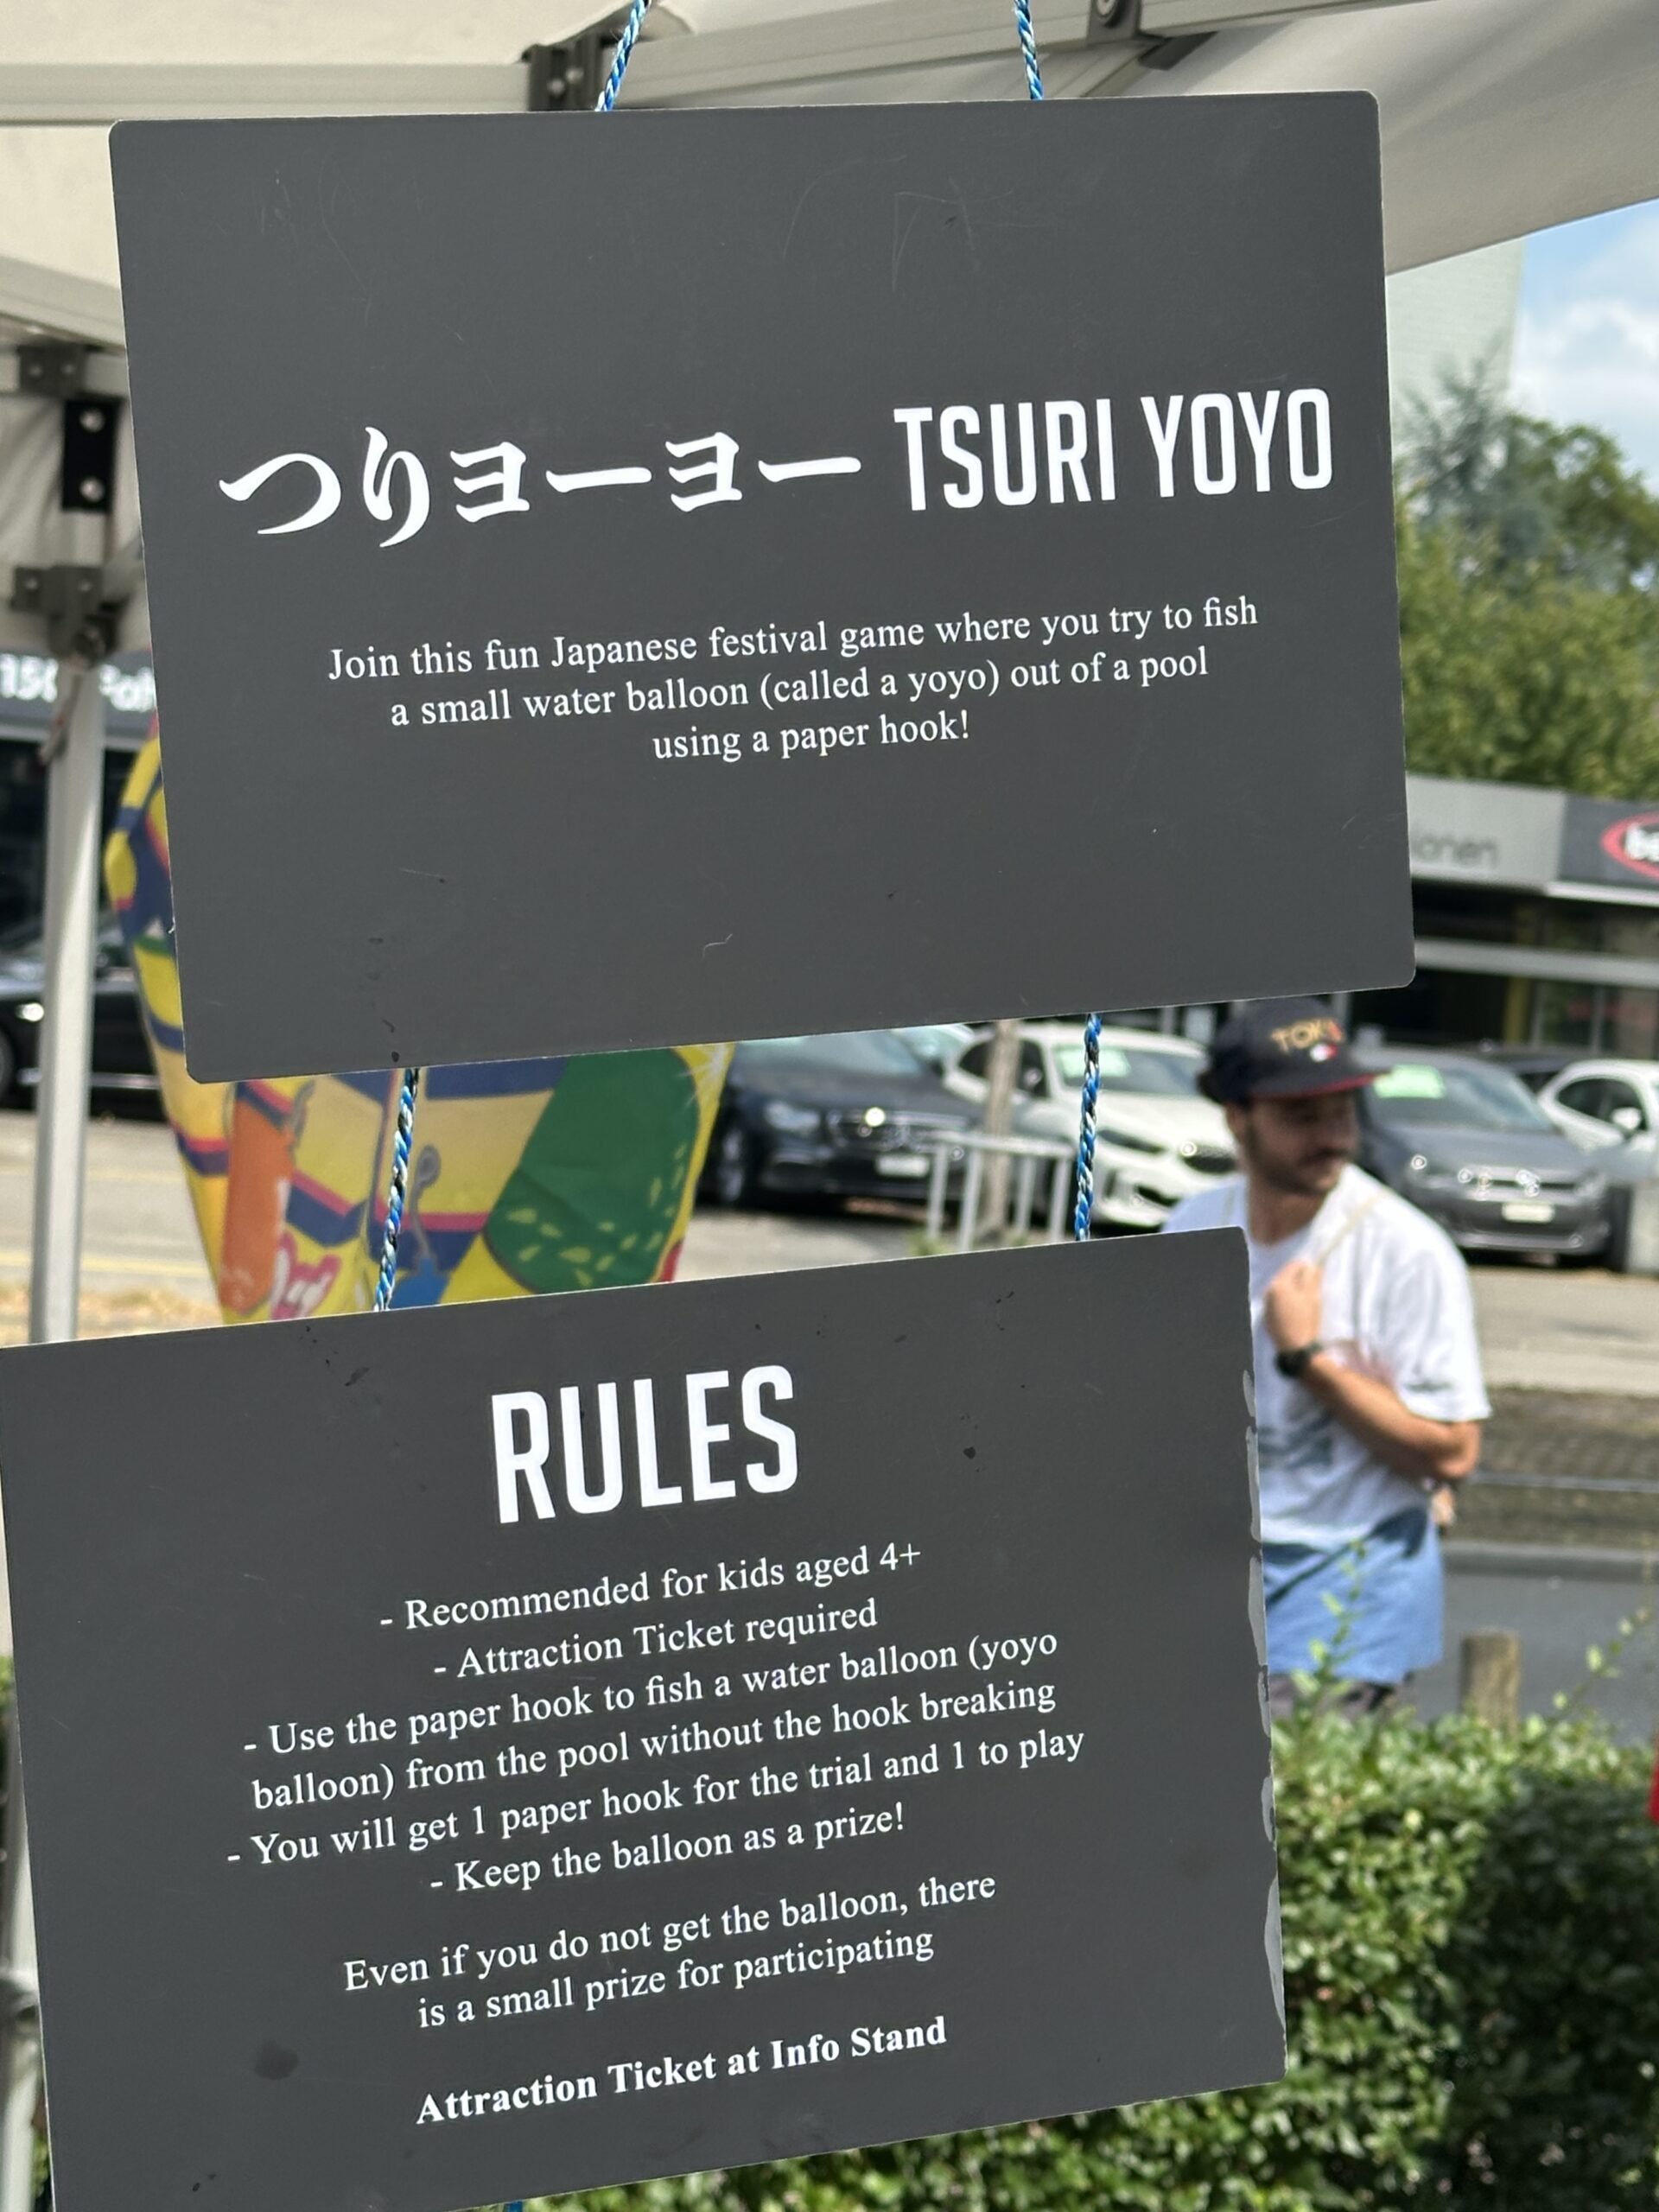 つりヨーヨー TSURI YOYO
Join this fun Japanese festival game where you try to fish
a small water balloon (called a yoyo) out of a pool
using a paper hook!
RULES
- Recommended for kids aged 4+
- Attraction Ticket required
- Use the paper hook to fish a water balloon (yoyo
balloon) from the pool without the hook breaking
- You will get 1 paper hook for the trial and 1 to play
- Keep the balloon as a prize!
Even if you do not get the balloon, there
is a small prize for participating
Attraction Ticket at Info Stand